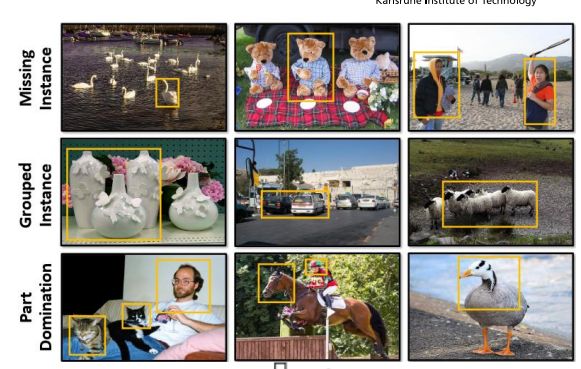 Karlsruhe Institute of Technology
Missing
Instance
Grouped
Instance
Part
Domination